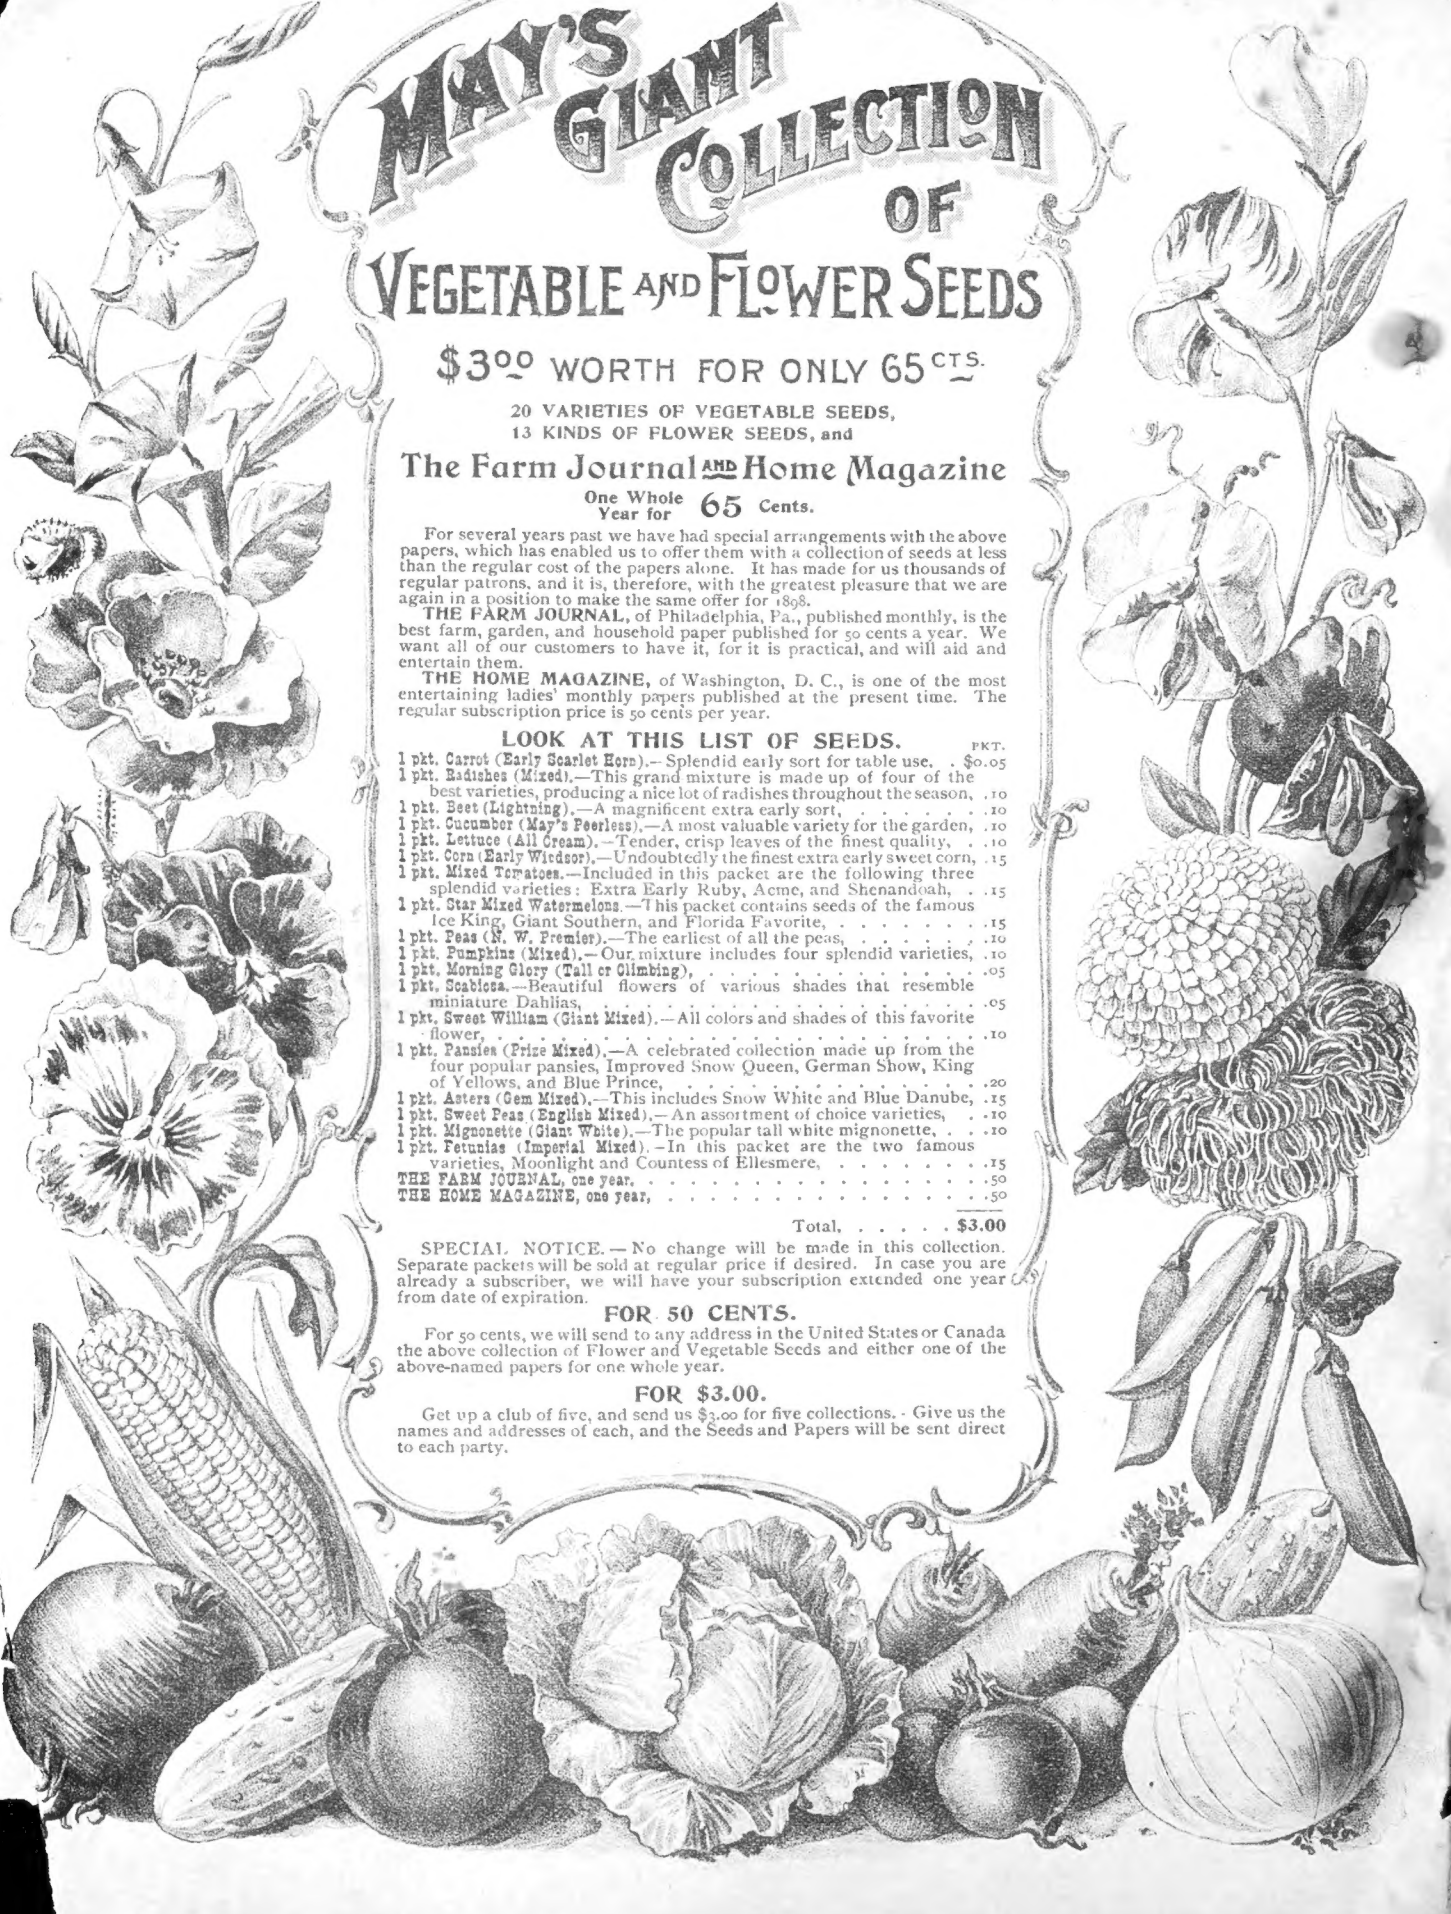 MAY'S
GIANT
COLLECTION
OF
VEGETABLE AND FLOWER SEEDS
$3.00 WORTH FOR ONLY 65 CTS.
20 VARIETIES OF VEGETABLE SEEDS,
13 KINDS OF FLOWER SEEDS, and
The Farm Journal AND Home Magazine
One Whole Year for 65 Cents.
For several years past we have had special arrangements with the above
papers, which has enabled us to offer them with a collection of seeds at less
than the regular cost of the papers alone. It has made for us thousands of
regular patrons, and it is, therefore, with the greatest pleasure that we are
again in a position to make the same offer for 1898.
THE FARM JOURNAL, of Philadelphia, Pa., published monthly, is the
best farm, garden, and household paper published for 50 cents a year. We
want all of our customers to have it, for it is practical, and will aid and
entertain them.
THE HOME MAGAZINE, of Washington, D. C., is one of the most
entertaining ladies' monthly papers published at the present time. The
regular subscription price is 50 cents per year.
LOOK AT THIS LIST OF SEEDS. PKT.
1 pkt. Carrot (Early Scarlet Horn).—Splendid early sort for table use, . $0.05
1 pkt. Radishes (Mixed).—This grand mixture is made up of four of the
best varieties, producing a nice lot of radishes throughout the season, .10
1 pkt. Beet (Lightning).—A magnificent extra early sort, . . . . . . . .10
1 pkt. Cucumber (May's Peerless).—A most valuable variety for the garden, .10
1 pkt. Lettuce (All Cream).—Tender, crisp leaves of the finest quality, . .10
1 pkt. Corn (Early Windsor).—Undoubtedly the finest extra early sweet corn, .15
1 pkt. Mixed Tomatoes.—Included in this packet are the following three
splendid varieties: Extra Early Ruby, Acme, and Shenandoah, . .15
1 pkt. Star Mixed Watermelons.—This packet contains seeds of the famous
Ice King, Giant Southern, and Florida Favorite, . . . . . . . . .15
1 pkt. Peas (N. W. Premier).—The earliest of all the peas, . . . . . . . .10
1 pkt. Pumpkins (Mixed).—Our mixture includes four splendid varieties, .10
1 pkt. Morning Glory (Tall or Climbing), . . . . . . . . . . . . . . . . .05
1 pkt. Scabiosa.—Beautiful flowers of various shades that resemble
miniature Dahlias, . . . . . . . . . . . . . . . . . . . . . . .05
1 pkt. Sweet William (Giant Mixed).—All colors and shades of this favorite
flower, . . . . . . . . . . . . . . . . . . . . . . . . . . . . .10
1 pkt. Pansies (Prize Mixed).—A celebrated collection made up from the
four popular pansies, Improved Snow Queen, German Show, King
of Yellows, and Blue Prince, . . . . . . . . . . . . . . . . . .20
1 pkt. Asters (Gem Mixed).—This includes Snow White and Blue Danube, .15
1 pkt. Sweet Peas (English Mixed).—An assortment of choice varieties, . .10
1 pkt. Mignonette (Giant White).—The popular tall white mignonette, . . .10
1 pkt. Petunias (Imperial Mixed).—In this packet are the two famous
varieties, Moonlight and Countess of Ellesmere, . . . . . . . . .15
THE FARM JOURNAL, one year, . . . . . . . . . . . . . . . . . . . . .50
THE HOME MAGAZINE, one year, . . . . . . . . . . . . . . . . . . . .50
Total, . . . . . $3.00
SPECIAL NOTICE.—No change will be made in this collection.
Separate packets will be sold at regular price if desired. In case you are
already a subscriber, we will have your subscription extended one year
from date of expiration.
FOR 50 CENTS.
For 50 cents, we will send to any address in the United States or Canada
the above collection of Flower and Vegetable Seeds and either one of the
above-named papers for one whole year.
FOR $3.00.
Get up a club of five, and send us $3.00 for five collections. Give us the
names and addresses of each, and the Seeds and Papers will be sent direct
to each party.